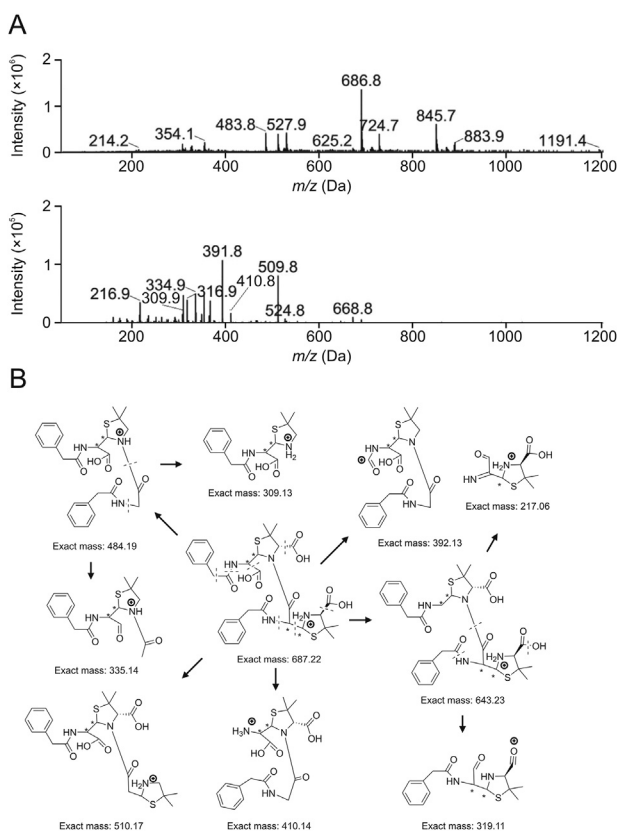 A
Intensity (×10⁶)
2
1
0
214.2
354.1
483.8
527.9
625.2
686.8
724.7
845.7
883.9
1191.4
200
400
600
800
1000
1200
m/z (Da)
Intensity (×10⁵)
2
1
0
216.9
309.9
334.9
316.9
391.8
410.8
509.8
524.8
668.8
200
400
600
800
1000
1200
m/z (Da)
B
Exact mass: 484.19
Exact mass: 309.13
Exact mass: 392.13
Exact mass: 217.06
Exact mass: 335.14
Exact mass: 687.22
Exact mass: 643.23
Exact mass: 510.17
Exact mass: 410.14
Exact mass: 319.11